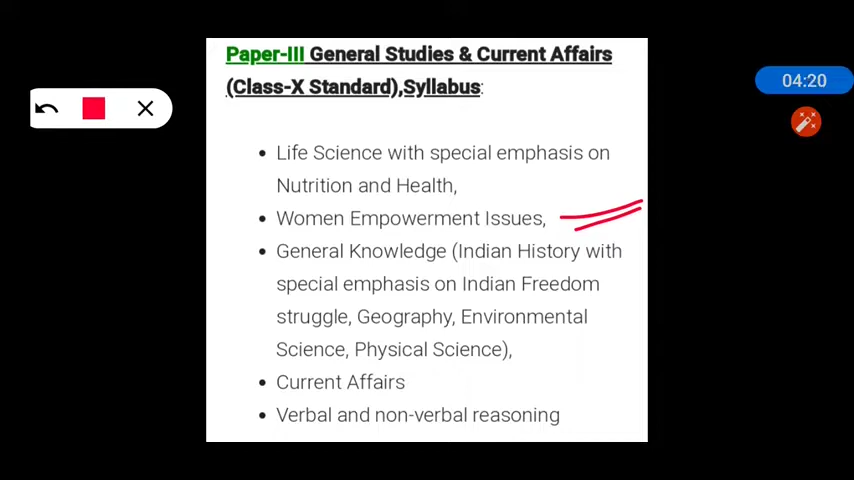 Paper-III General Studies & Current Affairs
(Class-X Standard),Syllabus:
04:20
• Life Science with special emphasis on
Nutrition and Health,
• Women Empowerment Issues,
• General Knowledge (Indian History with
special emphasis on Indian Freedom
struggle, Geography, Environmental
Science, Physical Science),
• Current Affairs
• Verbal and non-verbal reasoning